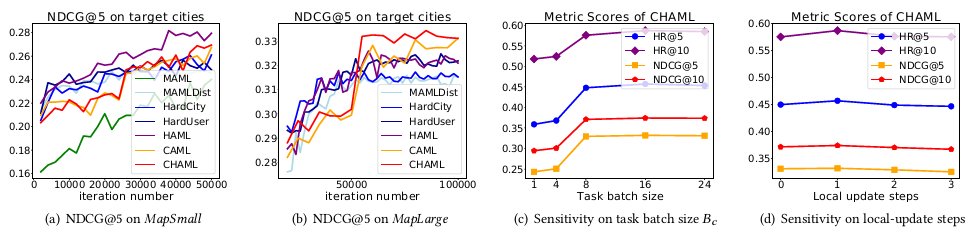 NDCG@5 on target cities
0.28
0.26
0.24
0.22
0.20
0.18
0.16
MAML
MAMLDist
HardCity
HardUser
HAML
CAML
CHAML
0 10000 20000 30000 40000 50000
iteration number
(a) NDCG@5 on MapSmall
NDCG@5 on target cities
0.33
0.32
0.31
0.30
0.29
0.28
MAMLDist
HardCity
HardUser
HAML
CAML
CHAML
50000 100000
iteration number
(b) NDCG@5 on MapLarge
Metric Scores of CHAML
0.60
0.55
0.50
0.45
0.40
0.35
0.30
0.25
HR@5
HR@10
NDCG@5
NDCG@10
1 4 8 16 24
Task batch size
(c) Sensitivity on task batch size Bc
Metric Scores of CHAML
0.60
0.55
0.50
0.45
0.40
0.35
HR@5
HR@10
NDCG@5
NDCG@10
0 1 2 3
Local update steps
(d) Sensitivity on local-update steps